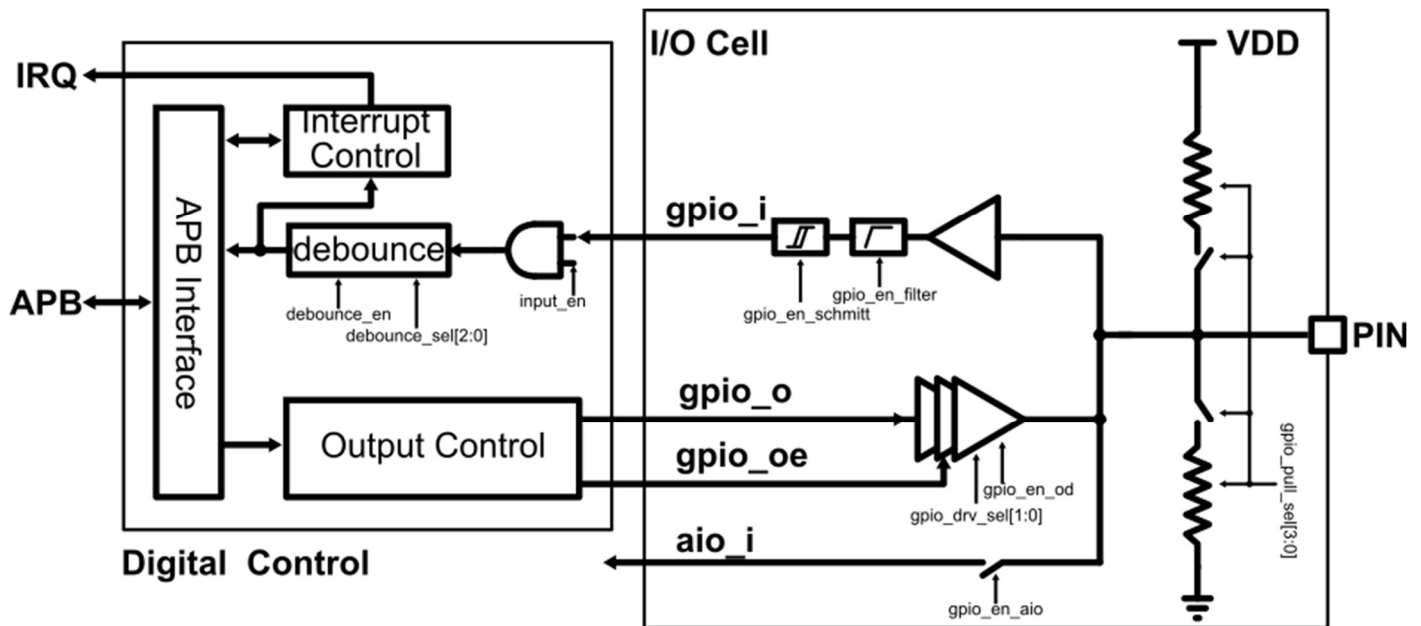 I/O Cell
VDD
IRQ
Interrupt
Control
APB Interface
gpio_i
debounce
input_en
gpio_en_filter
gpio_en_schmitt
debounce_en
debounce_sel[2:0]
APB
PIN
gpio_o
Output Control
gpio_oe
gpio_en_od
gpio_drv_sel[1:0]
gpio_pull_sel[3:0]
aio_i
Digital Control
gpio_en_aio